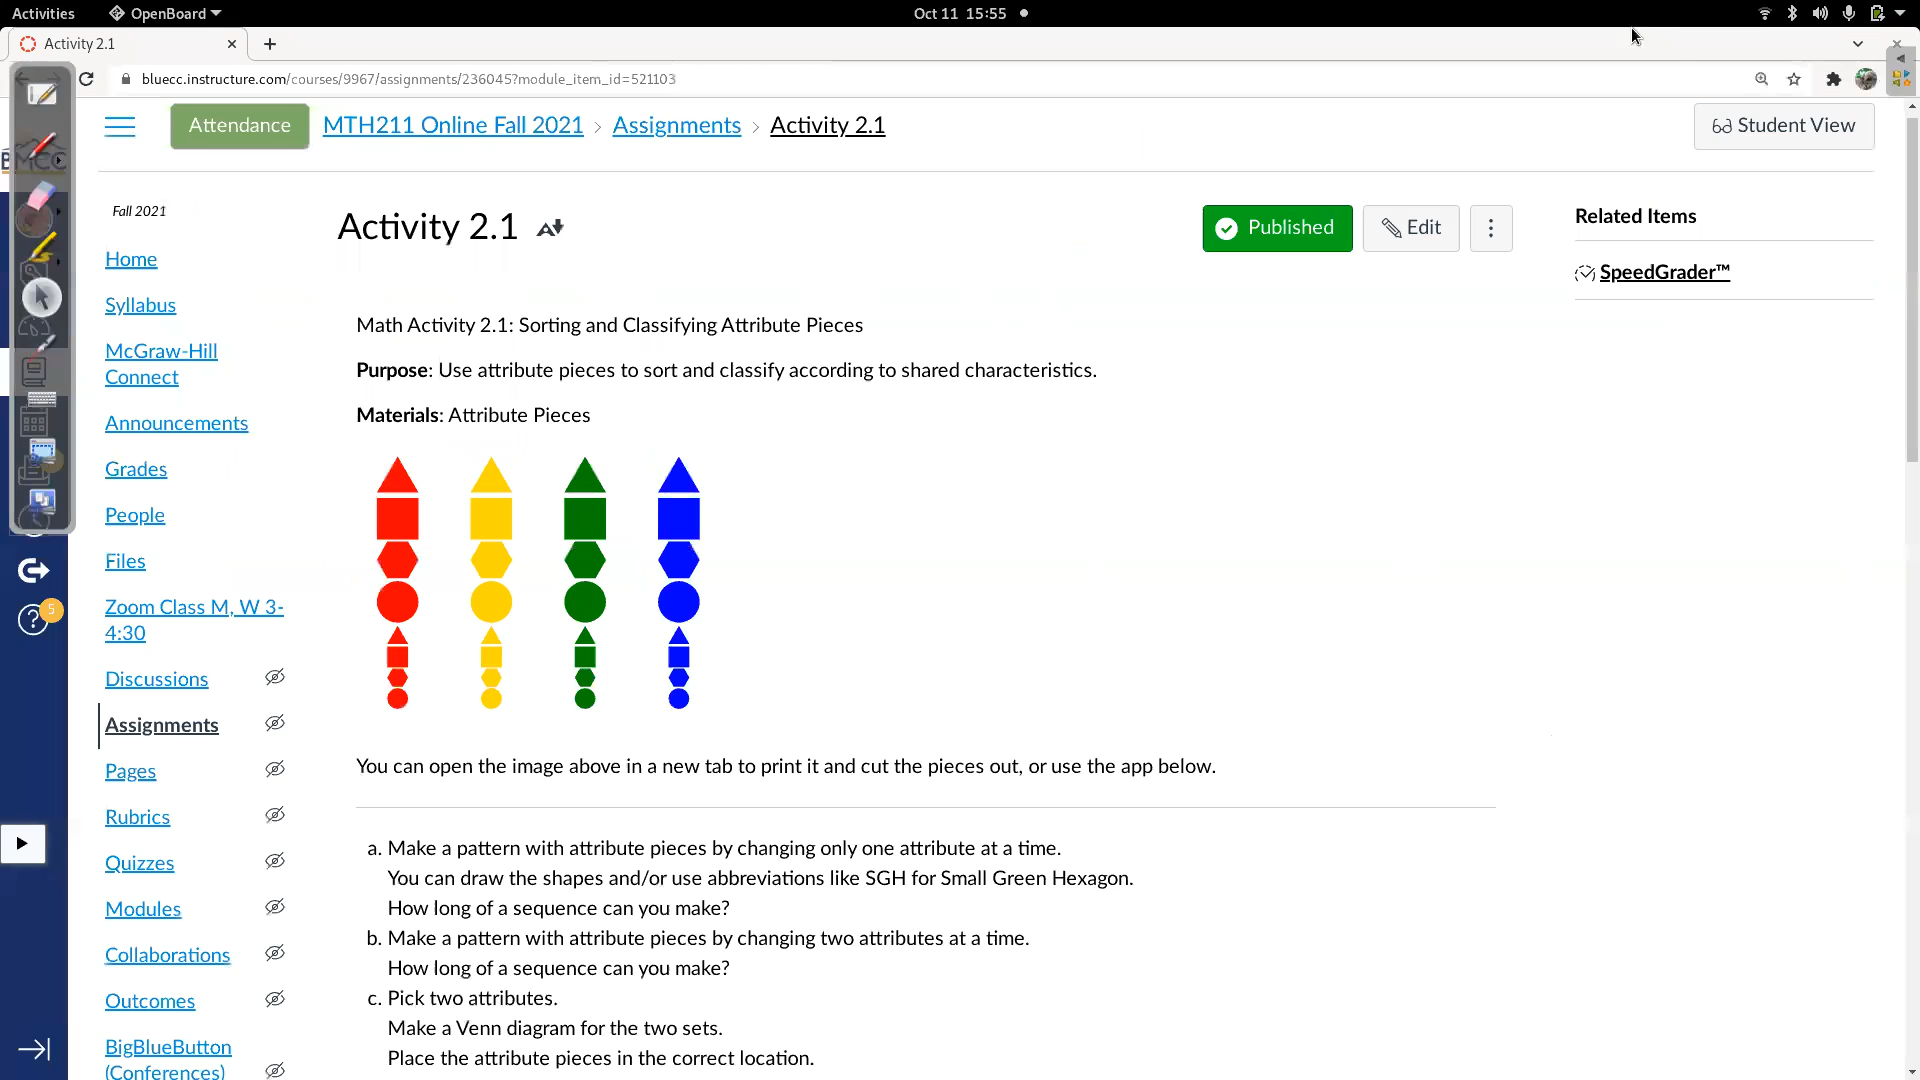 Activities
OpenBoard
Oct 11 15:55
Activity 2.1
bluecc.instructure.com/courses/9967/assignments/236045?module_item_id=521103
Attendance
MTH211 Online Fall 2021
Assignments
Activity 2.1
Student View
Fall 2021
Home
Syllabus
McGraw-Hill
Connect
Announcements
Grades
People
Files
Zoom Class M, W 3-
4:30
Discussions
Assignments
Pages
Rubrics
Quizzes
Modules
Collaborations
Outcomes
BigBlueButton
(Conferences)
5
Activity 2.1
Published
Edit
Related Items
SpeedGrader™
Math Activity 2.1: Sorting and Classifying Attribute Pieces
Purpose: Use attribute pieces to sort and classify according to shared characteristics.
Materials: Attribute Pieces
You can open the image above in a new tab to print it and cut the pieces out, or use the app below.
a. Make a pattern with attribute pieces by changing only one attribute at a time.
You can draw the shapes and/or use abbreviations like SGH for Small Green Hexagon.
How long of a sequence can you make?
b. Make a pattern with attribute pieces by changing two attributes at a time.
How long of a sequence can you make?
c. Pick two attributes.
Make a Venn diagram for the two sets.
Place the attribute pieces in the correct location.